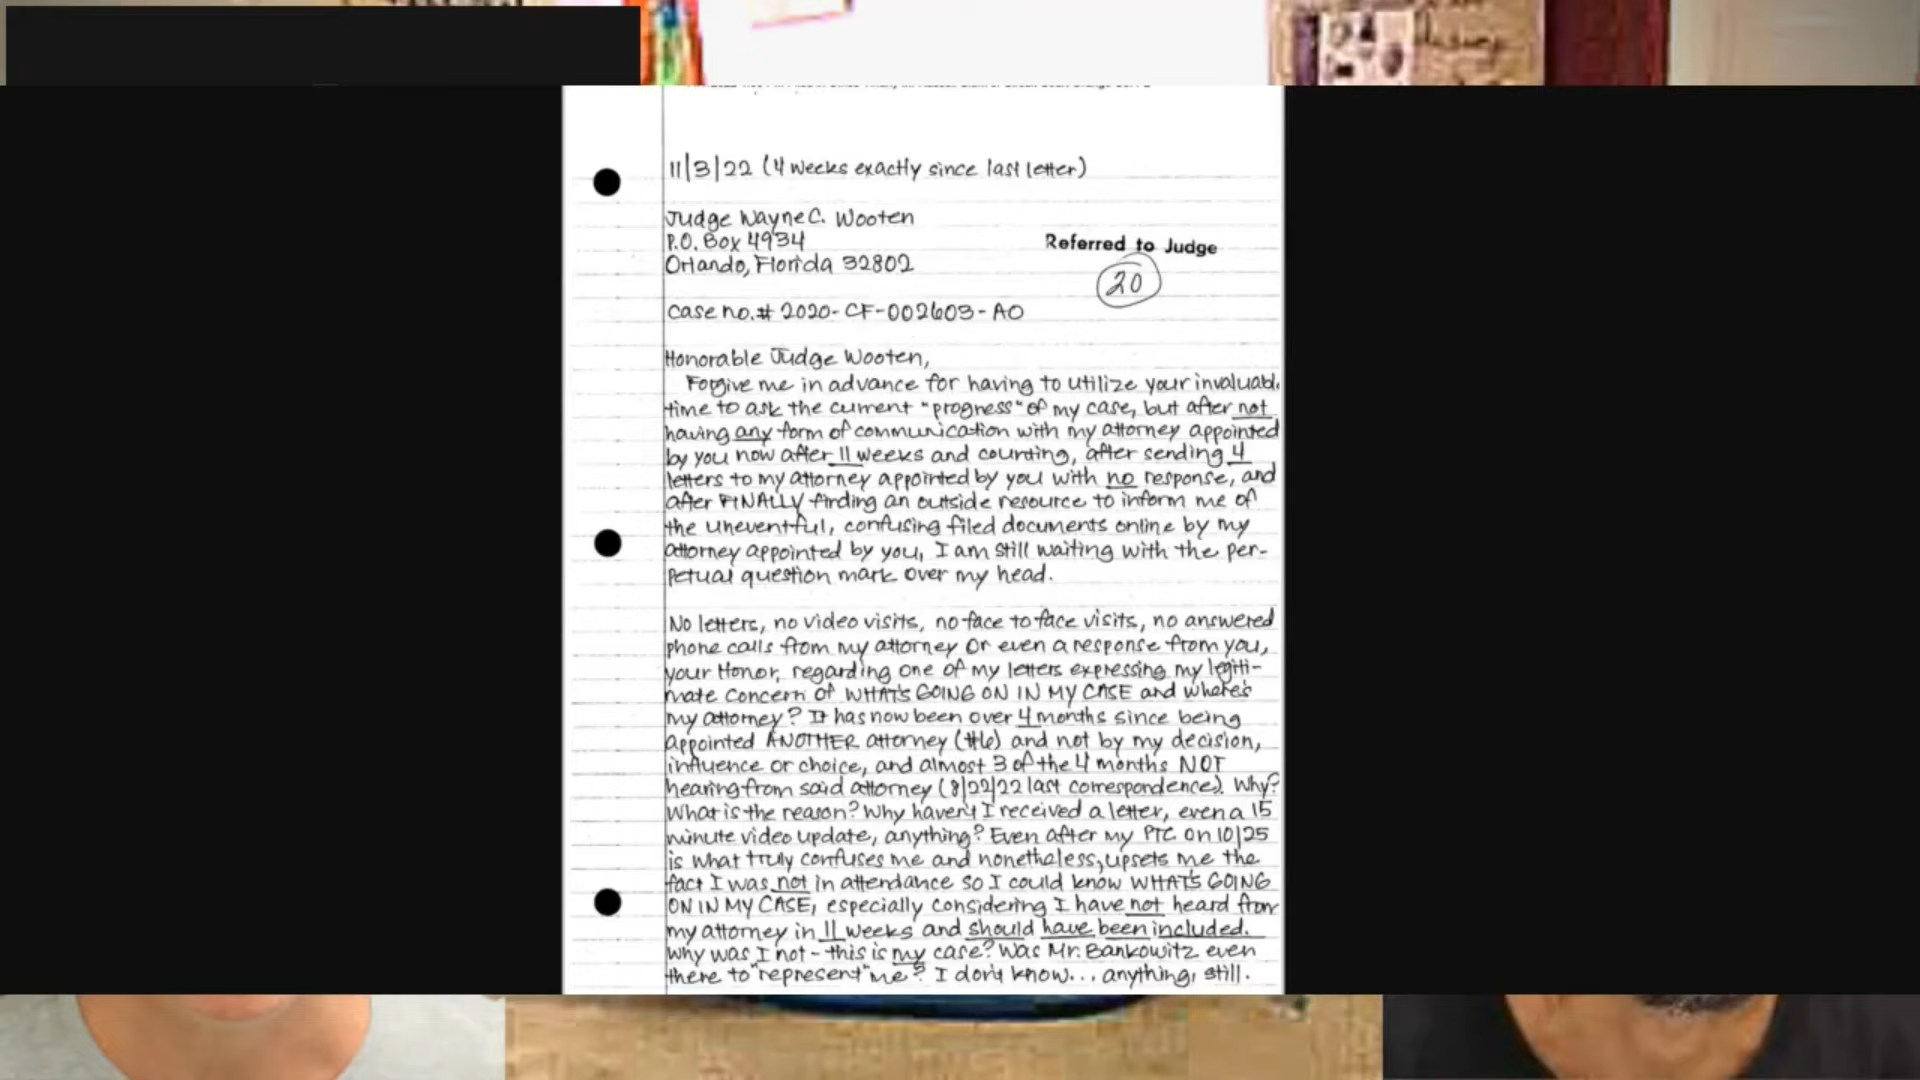 11/3/22 (4 weeks exactly since last letter)
Judge Wayne C. Wooten
P.O. Box 4934
Orlando, Florida 32802
Referred to Judge
20
Case no.# 2020-CF-002603-AO
Honorable Judge Wooten,
Forgive me in advance for having to utilize your invaluabl
time to ask the current "progress" of my case, but after not
having any form of communication with my attorney appointed
by you now after 11 weeks and counting, after sending 4
letters to my attorney appointed by you with no response, and
after FINALLY finding an outside resource to inform me of
the uneventful, confusing filed documents online by my
attorney appointed by you, I am still waiting with the per-
petual question mark over my head.
No letters, no video visits, no face to face visits, no answered
phone calls from my attorney or even a response from you,
your Honor, regarding one of my letters expressing my legiti-
mate concern of WHAT'S GOING ON IN MY CASE and where's
my attorney? It has now been over 4 months since being
appointed ANOTHER attorney (#6) and not by my decision,
influence or choice, and almost 3 of the 4 months NOT
hearing from said attorney (8/22/22 last correspondence). Why?
What is the reason? Why haven't I received a letter, even a 15
minute video update, anything? Even after my PTC on 10/25
is what truly confuses me and nonetheless, upsets me the
fact I was not in attendance so I could know WHAT'S GOING
ON IN MY CASE, especially considering I have not heard from
my attorney in 11 weeks and should have been included.
Why was I not - this is my case? Was Mr. Bankowitz even
there to "represent" me? I don't know... anything, still.